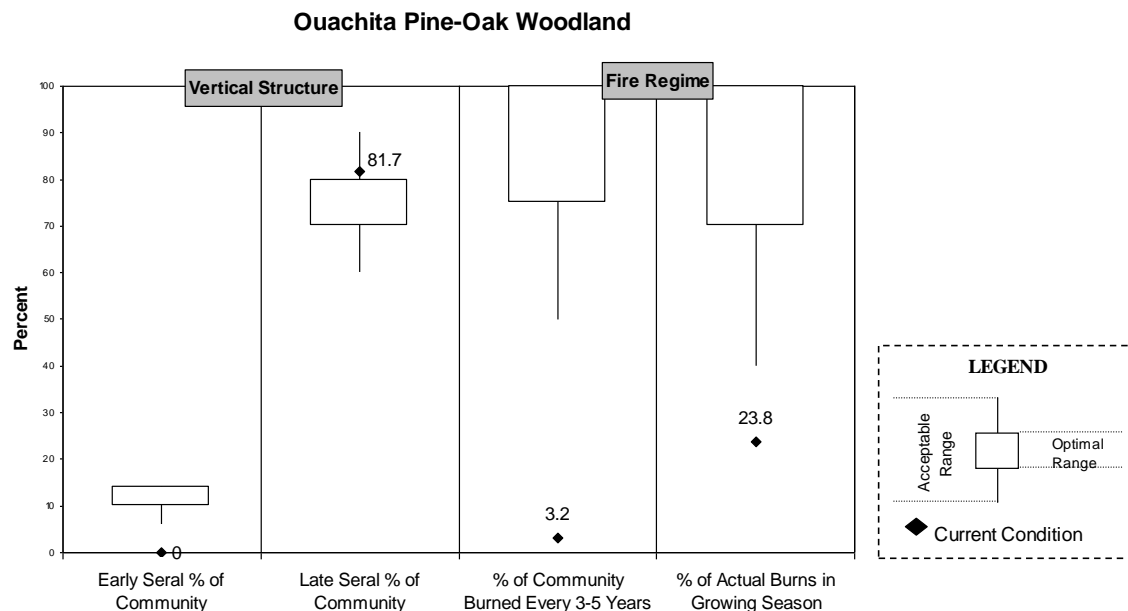 Ouachita Pine-Oak Woodland
Vertical Structure
Fire Regime
Percent
100
90
80
70
60
50
40
30
20
10
0
0
81.7
3.2
23.8
Early Seral % of
Community
Late Seral % of
Community
% of Community
Burned Every 3-5 Years
% of Actual Burns in
Growing Season
LEGEND
Acceptable
Range
Optimal
Range
Current Condition